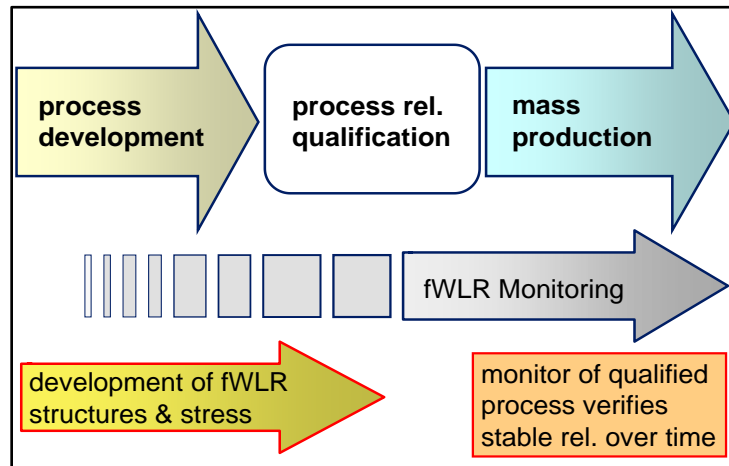 process
development
process rel.
qualification
mass
production
fWLR Monitoring
development of fWLR
structures & stress
monitor of qualified
process verifies
stable rel. over time